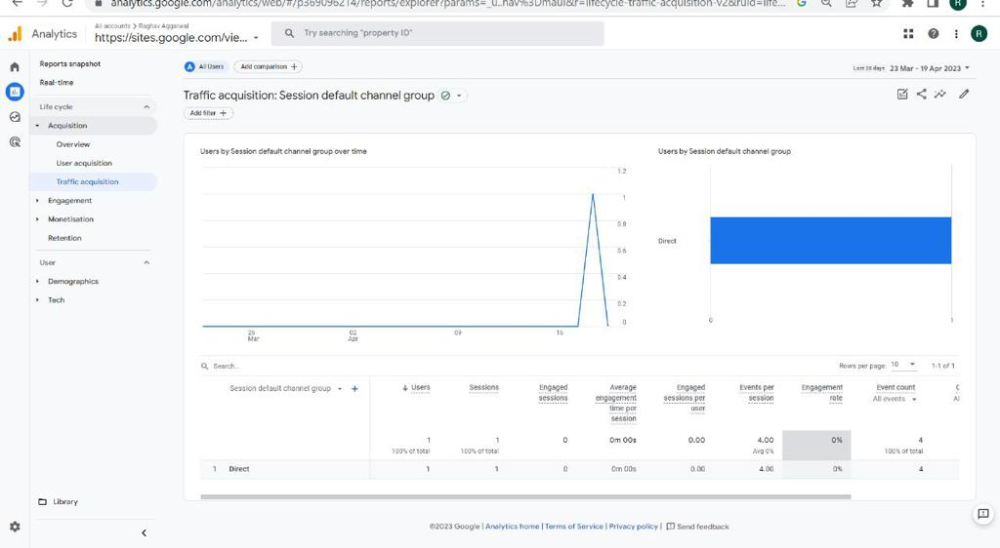 analytics.google.com/analytics/web/#/p369096214/reports/explorer?params=_u..nav%3Dmaui&r=lifecycle-traffic-acquisition-v2&ruid=life...
R
Analytics
All accounts > Raghav Aggarwal
https://sites.google.com/vie...
Try searching "property ID"
R
Reports snapshot
Real-time
Life cycle
Acquisition
Overview
User acquisition
Traffic acquisition
Engagement
Monetisation
Retention
User
Demographics
Tech
Library
A All Users
Add comparison +
Last 28 days 23 Mar - 19 Apr 2023
Traffic acquisition: Session default channel group
Add filter +
Users by Session default channel group over time
1.2
1
0.8
0.6
0.4
0.2
0
26 Mar
02 Apr
09
16
Users by Session default channel group
Direct
0 1
Search...
Rows per page: 10 1-1 of 1
Session default channel group +
Users
Sessions
Engaged sessions
Average engagement time per session
Engaged sessions per user
Events per session
Engagement rate
Event count
All events
1 1 0 0m 00s 0.00 4.00 0% 4
100% of total 100% of total Avg 0% 100% of total
1 Direct 1 1 0 0m 00s 0.00 4.00 0% 4
©2023 Google | Analytics home | Terms of Service | Privacy policy | Send feedback